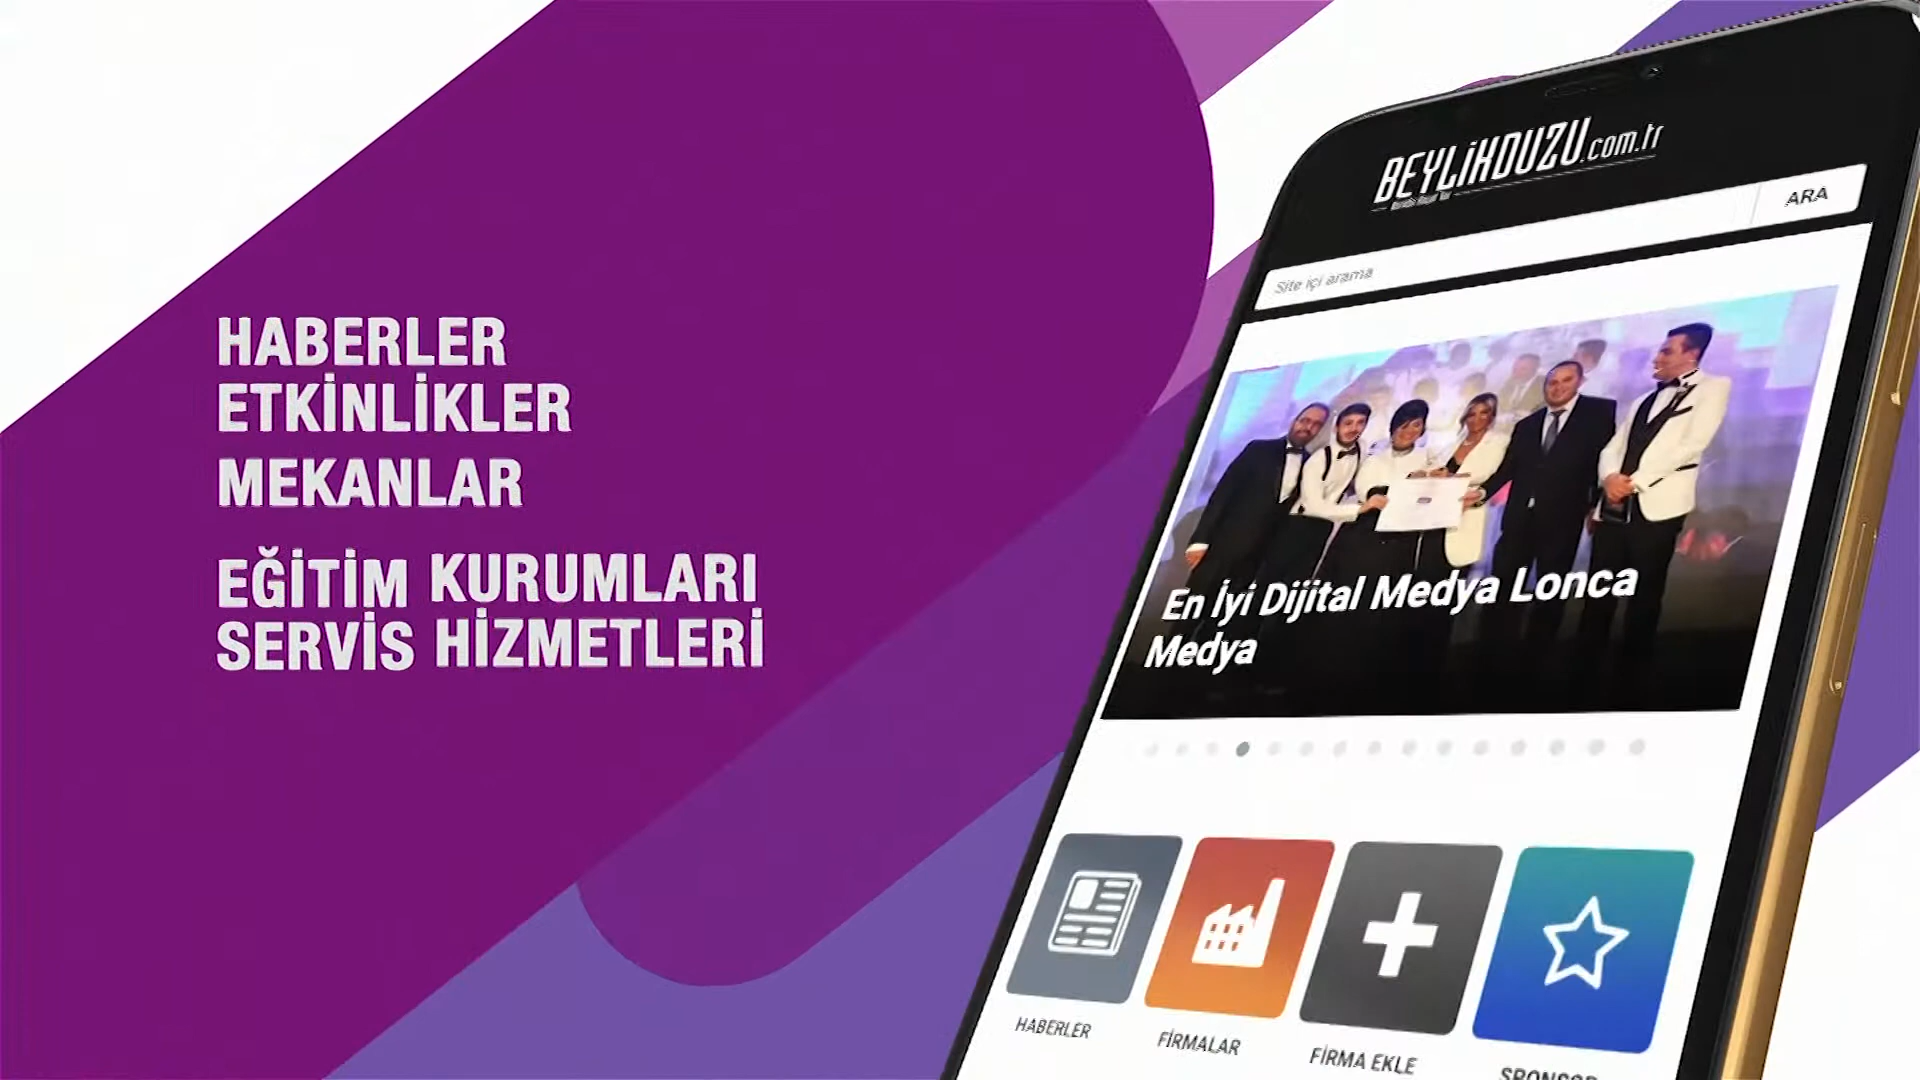 HABERLER
ETKİNLİKLER
MEKANLAR
EĞİTİM KURUMLARI
SERVİS HİZMETLERİ
BEYLiKDUZU.com.tr
ARA
Site içi arama
En İyi Dijital Medya Lonca
Medya
HABERLER
FİRMALAR
FİRMA EKLE
SPONSOR